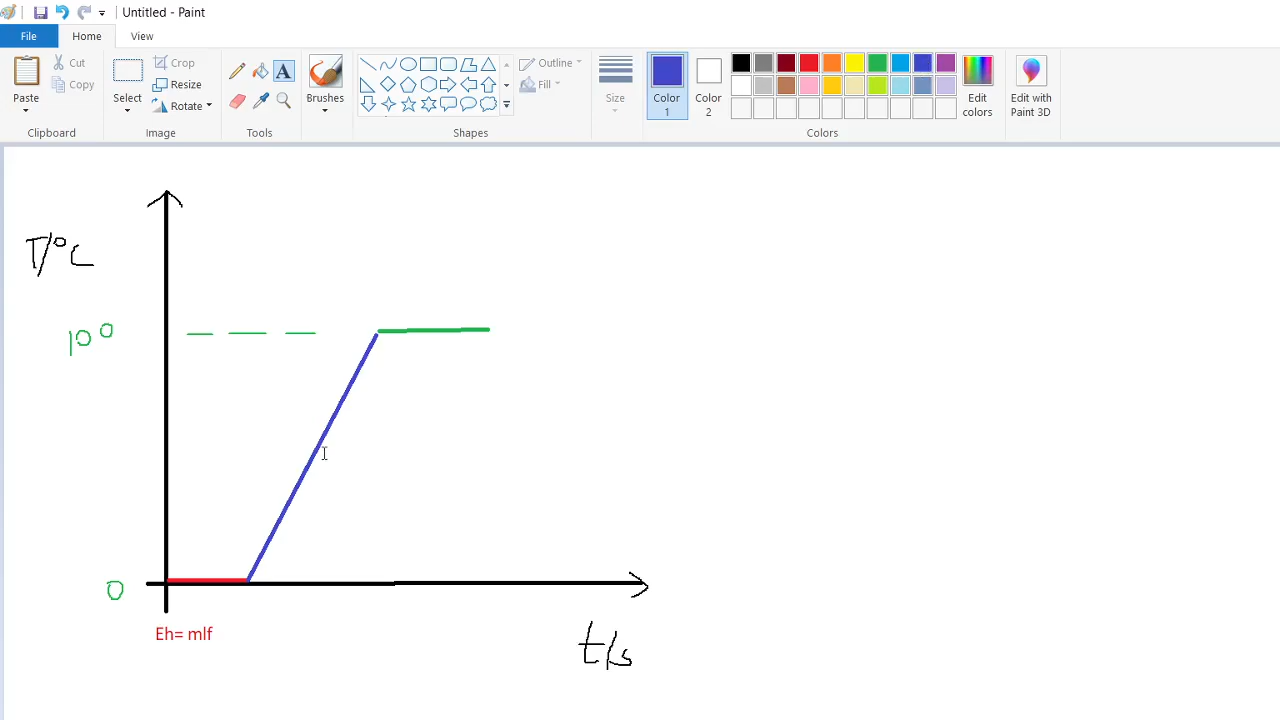 Untitled - Paint
File Home View
Paste
Cut
Copy
Clipboard
Select
Crop
Resize
Rotate
Image
A
Tools
Brushes
Outline
Fill
Shapes
Size
Color 1
Color 2
Colors
Edit colors
Edit with Paint 3D
T/°C
10°
0
Eh= mlf
t/s